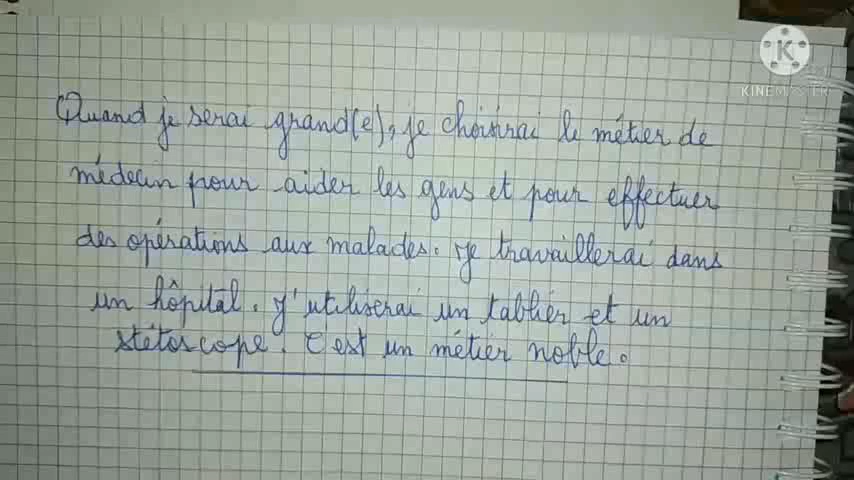 KINEMASTER
Quand je serai grand(e), je choisirai le métier de
médecin pour aider les gens et pour effectuer
des opérations aux malades. Je travaillerai dans
un hôpital. J'utiliserai un tablier et un
stétoscope. C'est un métier noble.